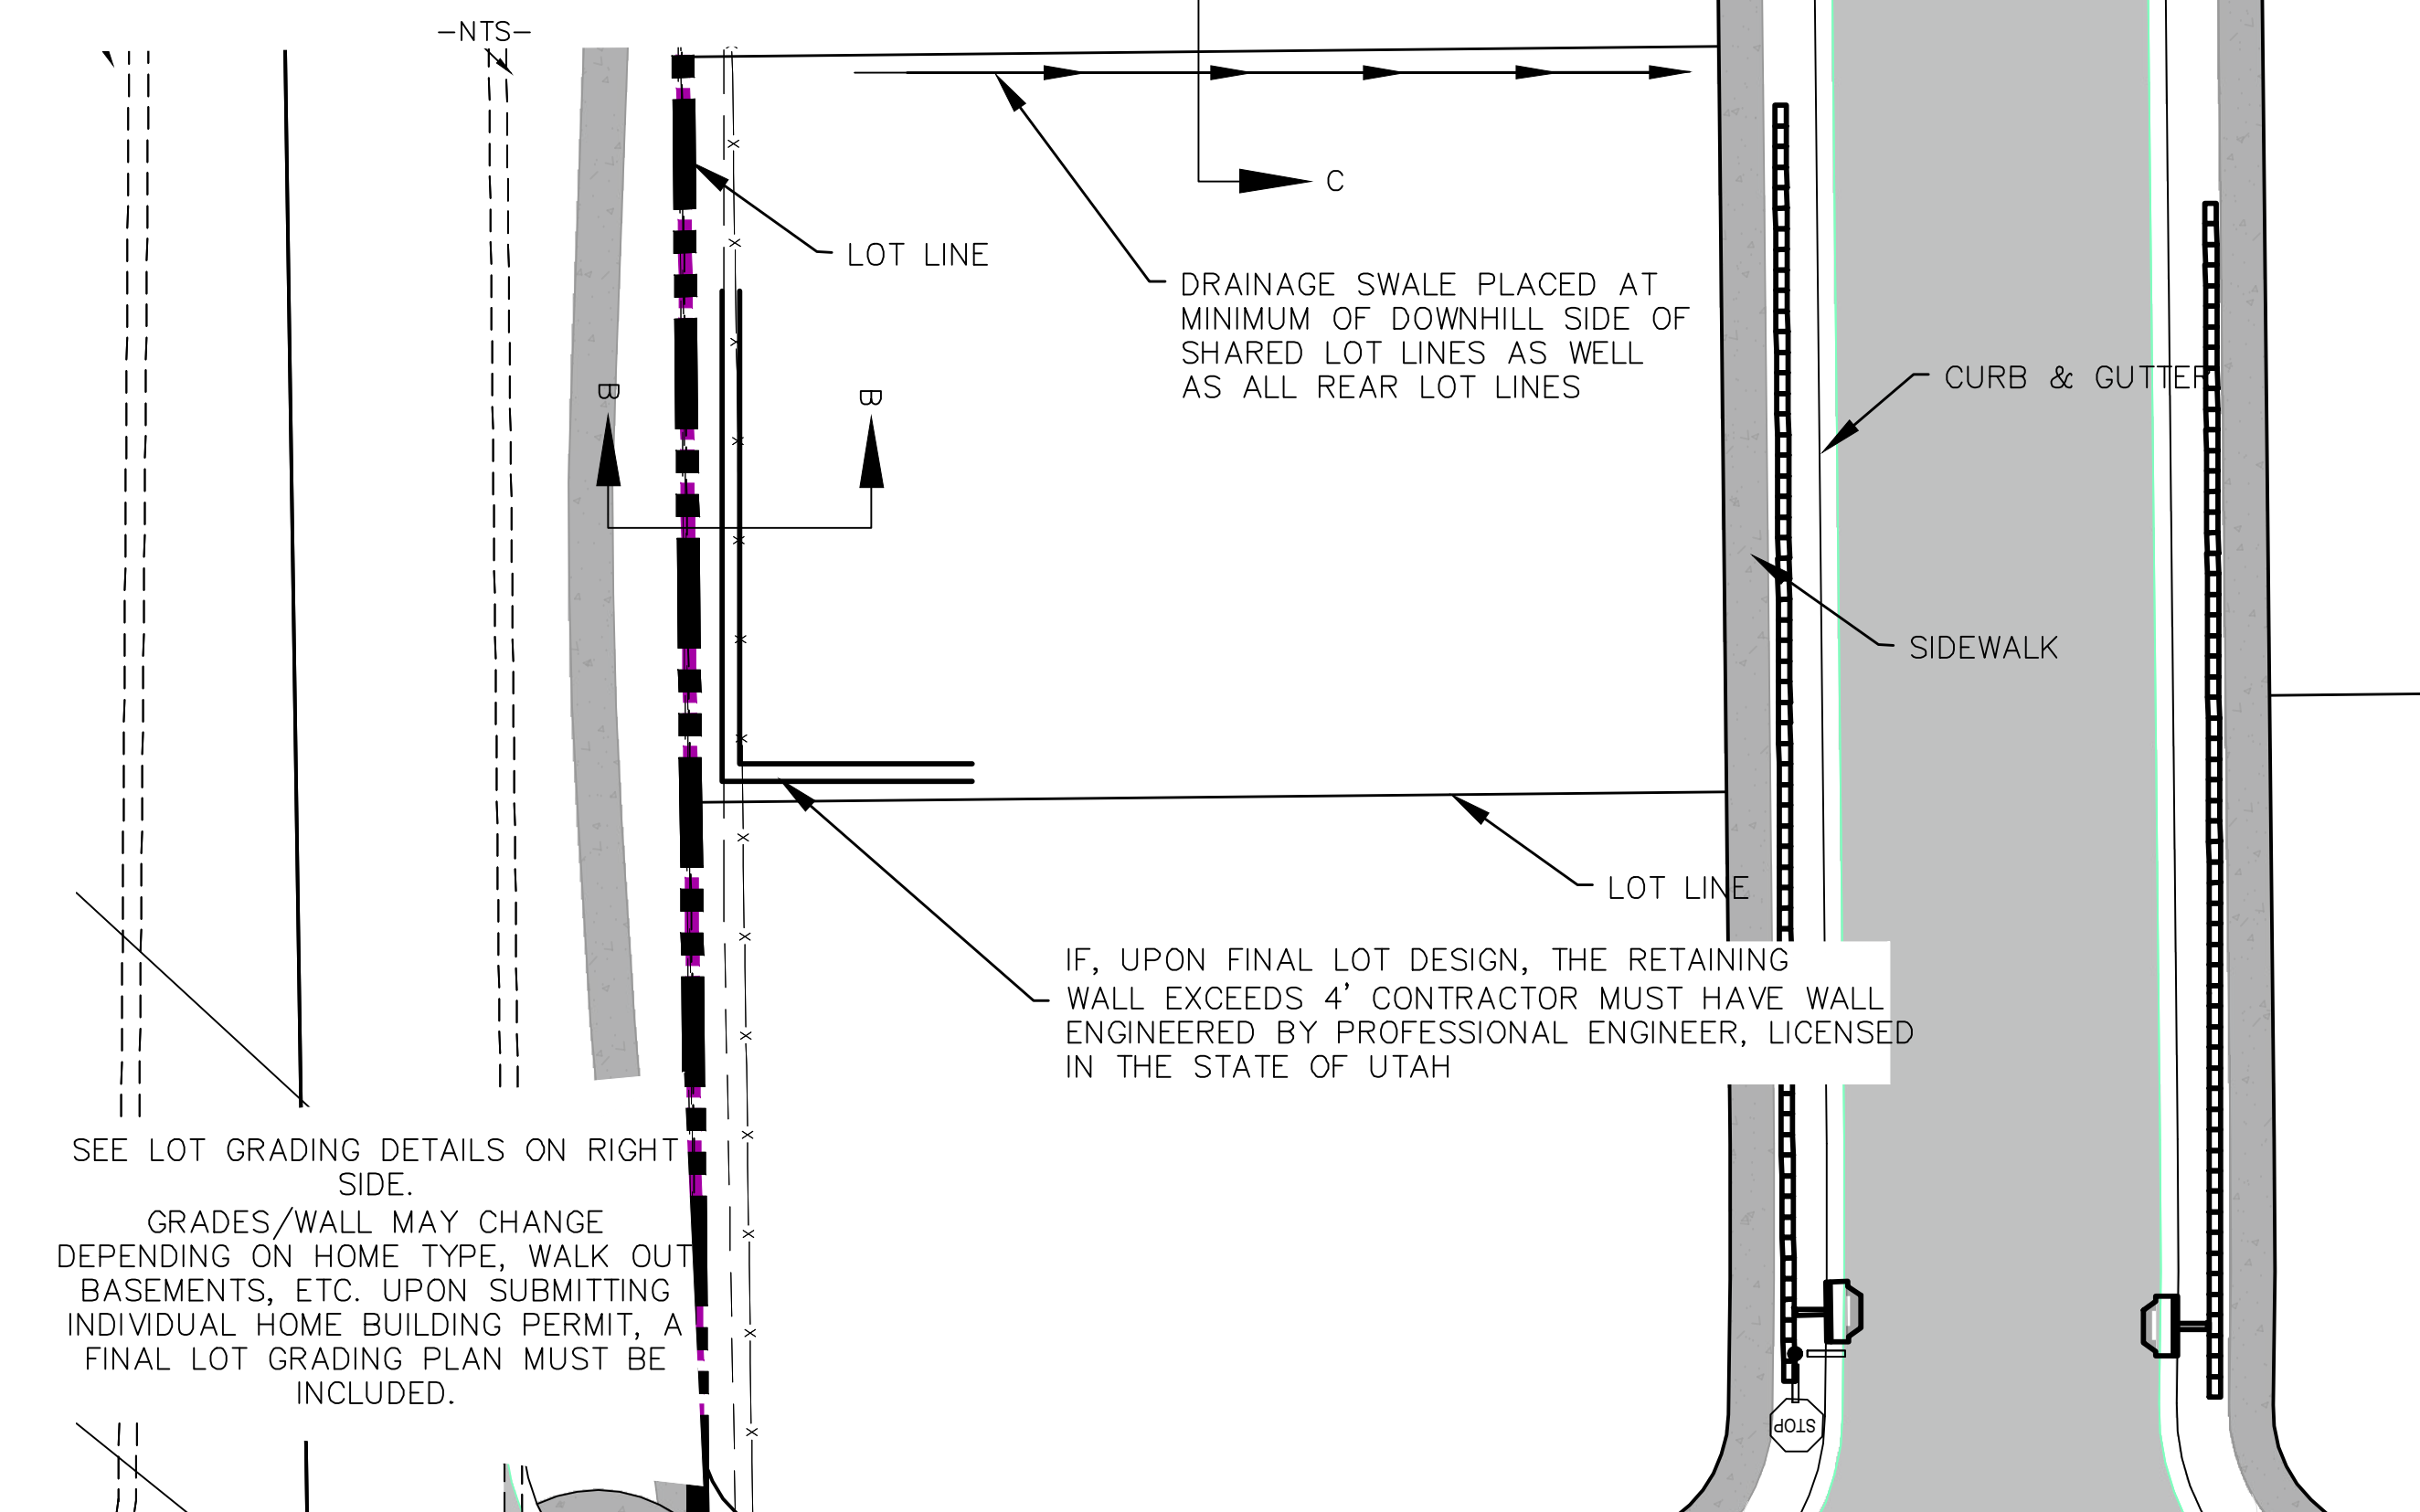 -NTS-
C
LOT LINE
DRAINAGE SWALE PLACED AT
MINIMUM OF DOWNHILL SIDE OF
SHARED LOT LINES AS WELL
AS ALL REAR LOT LINES
CURB & GUTTER
B
B
SIDEWALK
LOT LINE
IF, UPON FINAL LOT DESIGN, THE RETAINING
WALL EXCEEDS 4' CONTRACTOR MUST HAVE WALL
ENGINEERED BY PROFESSIONAL ENGINEER, LICENSED
IN THE STATE OF UTAH
SEE LOT GRADING DETAILS ON RIGHT
SIDE.
GRADES/WALL MAY CHANGE
DEPENDING ON HOME TYPE, WALK OUT
BASEMENTS, ETC. UPON SUBMITTING
INDIVIDUAL HOME BUILDING PERMIT, A
FINAL LOT GRADING PLAN MUST BE
INCLUDED.
STOP